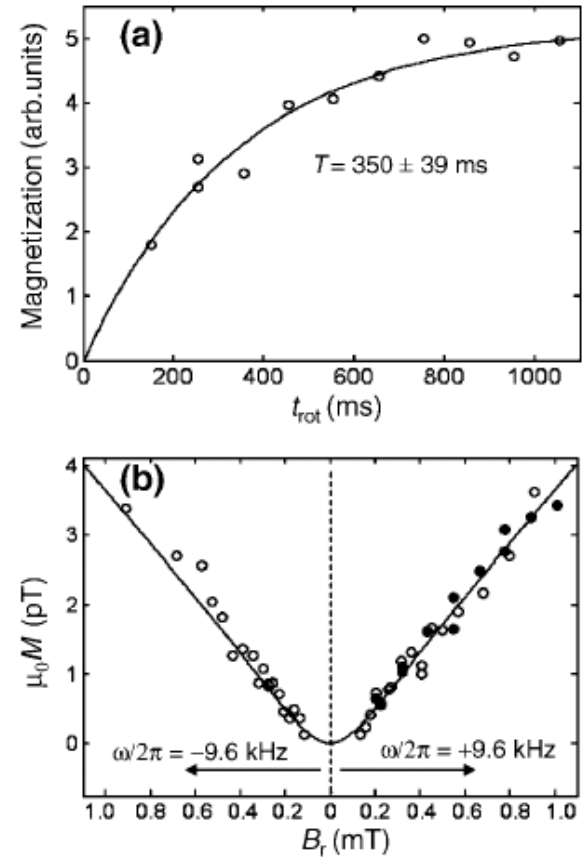 (a)
Magnetization (arb.units)
5
4
3
2
1
0
T = 350 ± 39 ms
0 200 400 600 800 1000
t_rot (ms)
(b)
μ₀M (pT)
4
3
2
1
0
ω/2π = −9.6 kHz ω/2π = +9.6 kHz
1.0 0.8 0.6 0.4 0.2 0 0.2 0.4 0.6 0.8 1.0
B_r (mT)